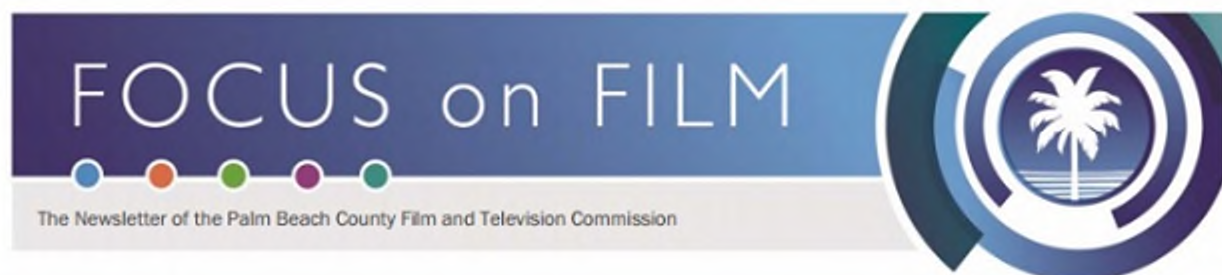 FOCUS on FILM
The Newsletter of the Palm Beach County Film and Television Commission